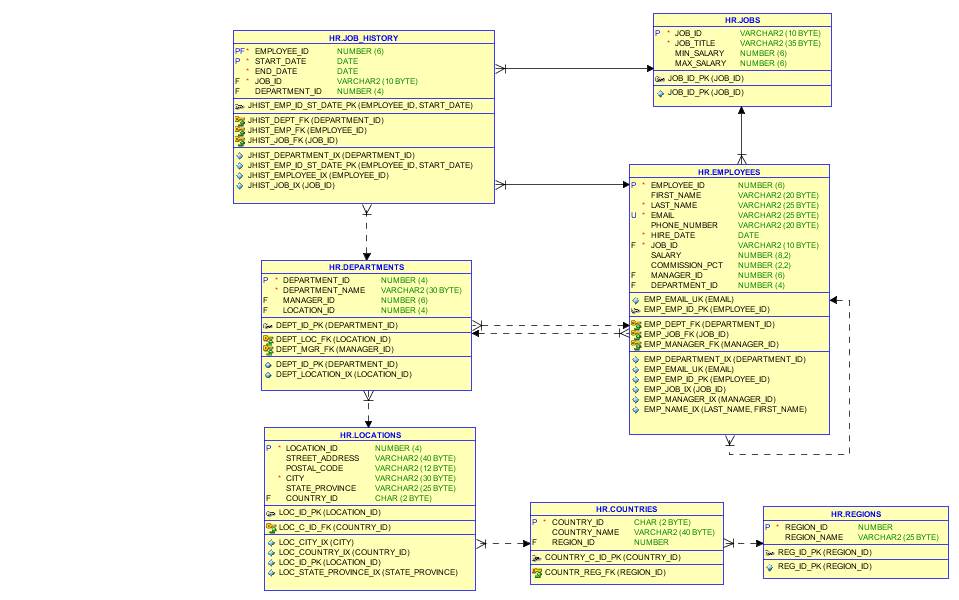 HR.JOB_HISTORY
PF * EMPLOYEE_ID NUMBER (6)
P * START_DATE DATE
* END_DATE DATE
F * JOB_ID VARCHAR2 (10 BYTE)
F DEPARTMENT_ID NUMBER (4)
JHIST_EMP_ID_ST_DATE_PK (EMPLOYEE_ID, START_DATE)
JHIST_DEPT_FK (DEPARTMENT_ID)
JHIST_EMP_FK (EMPLOYEE_ID)
JHIST_JOB_FK (JOB_ID)
JHIST_DEPARTMENT_IX (DEPARTMENT_ID)
JHIST_EMP_ID_ST_DATE_PK (EMPLOYEE_ID, START_DATE)
JHIST_EMPLOYEE_IX (EMPLOYEE_ID)
JHIST_JOB_IX (JOB_ID)
HR.JOBS
P * JOB_ID VARCHAR2 (10 BYTE)
* JOB_TITLE VARCHAR2 (35 BYTE)
MIN_SALARY NUMBER (6)
MAX_SALARY NUMBER (6)
JOB_ID_PK (JOB_ID)
JOB_ID_PK (JOB_ID)
HR.EMPLOYEES
P * EMPLOYEE_ID NUMBER (6)
FIRST_NAME VARCHAR2 (20 BYTE)
* LAST_NAME VARCHAR2 (25 BYTE)
U * EMAIL VARCHAR2 (25 BYTE)
PHONE_NUMBER VARCHAR2 (20 BYTE)
* HIRE_DATE DATE
F * JOB_ID VARCHAR2 (10 BYTE)
SALARY NUMBER (8,2)
COMMISSION_PCT NUMBER (2,2)
F MANAGER_ID NUMBER (6)
F DEPARTMENT_ID NUMBER (4)
EMP_EMAIL_UK (EMAIL)
EMP_EMP_ID_PK (EMPLOYEE_ID)
EMP_DEPT_FK (DEPARTMENT_ID)
EMP_JOB_FK (JOB_ID)
EMP_MANAGER_FK (MANAGER_ID)
EMP_DEPARTMENT_IX (DEPARTMENT_ID)
EMP_EMAIL_UK (EMAIL)
EMP_EMP_ID_PK (EMPLOYEE_ID)
EMP_JOB_IX (JOB_ID)
EMP_MANAGER_IX (MANAGER_ID)
EMP_NAME_IX (LAST_NAME, FIRST_NAME)
HR.DEPARTMENTS
P * DEPARTMENT_ID NUMBER (4)
* DEPARTMENT_NAME VARCHAR2 (30 BYTE)
F MANAGER_ID NUMBER (6)
F LOCATION_ID NUMBER (4)
DEPT_ID_PK (DEPARTMENT_ID)
DEPT_LOC_FK (LOCATION_ID)
DEPT_MGR_FK (MANAGER_ID)
DEPT_ID_PK (DEPARTMENT_ID)
DEPT_LOCATION_IX (LOCATION_ID)
HR.LOCATIONS
P * LOCATION_ID NUMBER (4)
STREET_ADDRESS VARCHAR2 (40 BYTE)
POSTAL_CODE VARCHAR2 (12 BYTE)
* CITY VARCHAR2 (30 BYTE)
STATE_PROVINCE VARCHAR2 (25 BYTE)
F COUNTRY_ID CHAR (2 BYTE)
LOC_ID_PK (LOCATION_ID)
LOC_C_ID_FK (COUNTRY_ID)
LOC_CITY_IX (CITY)
LOC_COUNTRY_IX (COUNTRY_ID)
LOC_ID_PK (LOCATION_ID)
LOC_STATE_PROVINCE_IX (STATE_PROVINCE)
HR.COUNTRIES
P * COUNTRY_ID CHAR (2 BYTE)
COUNTRY_NAME VARCHAR2 (40 BYTE)
F REGION_ID NUMBER
COUNTRY_C_ID_PK (COUNTRY_ID)
COUNTR_REG_FK (REGION_ID)
HR.REGIONS
P * REGION_ID NUMBER
REGION_NAME VARCHAR2 (25 BYTE)
REG_ID_PK (REGION_ID)
REG_ID_PK (REGION_ID)